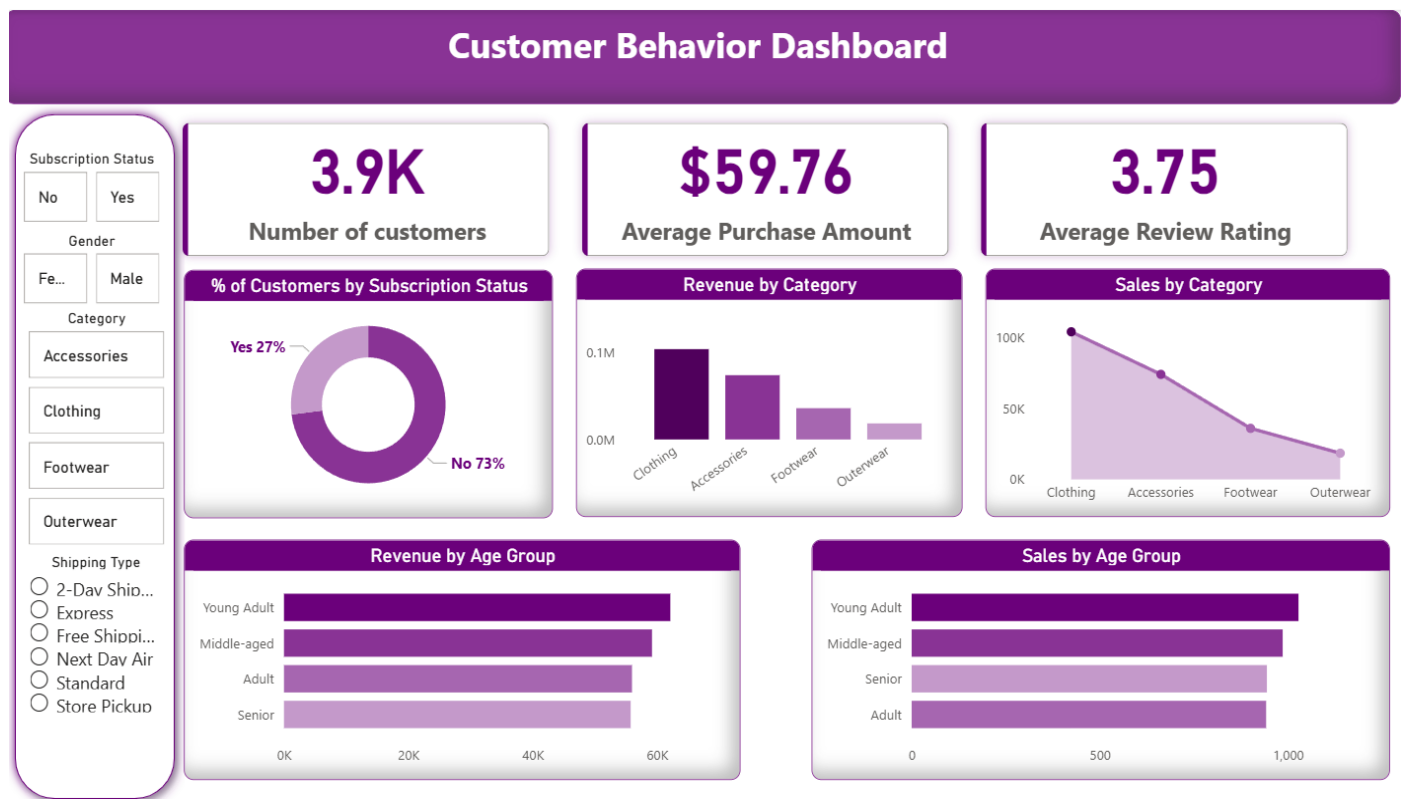 Customer Behavior Dashboard
Subscription Status
No
Yes
Gender
Fe...
Male
Category
Accessories
Clothing
Footwear
Outerwear
Shipping Type
2-Day Ship...
Express
Free Shippi...
Next Day Air
Standard
Store Pickup
3.9K
Number of customers
$59.76
Average Purchase Amount
3.75
Average Review Rating
% of Customers by Subscription Status
Yes 27%
No 73%
Revenue by Category
0.1M
0.0M
Clothing
Accessories
Footwear
Outerwear
Sales by Category
100K
50K
0K
Clothing
Accessories
Footwear
Outerwear
Revenue by Age Group
Young Adult
Middle-aged
Adult
Senior
0K
20K
40K
60K
Sales by Age Group
Young Adult
Middle-aged
Senior
Adult
0
500
1,000